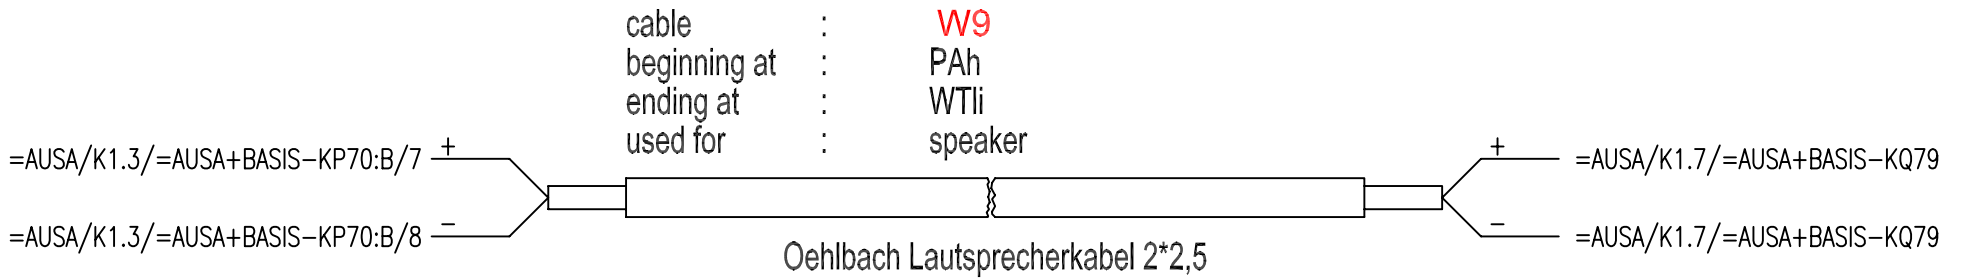 cable : W9
beginning at : PAh
ending at : WTli
used for : speaker
=AUSA/K1.3/=AUSA+BASIS-KP70:B/7 + + =AUSA/K1.7/=AUSA+BASIS-KQ79
=AUSA/K1.3/=AUSA+BASIS-KP70:B/8 - - =AUSA/K1.7/=AUSA+BASIS-KQ79
Oehlbach Lautsprecherkabel 2*2,5